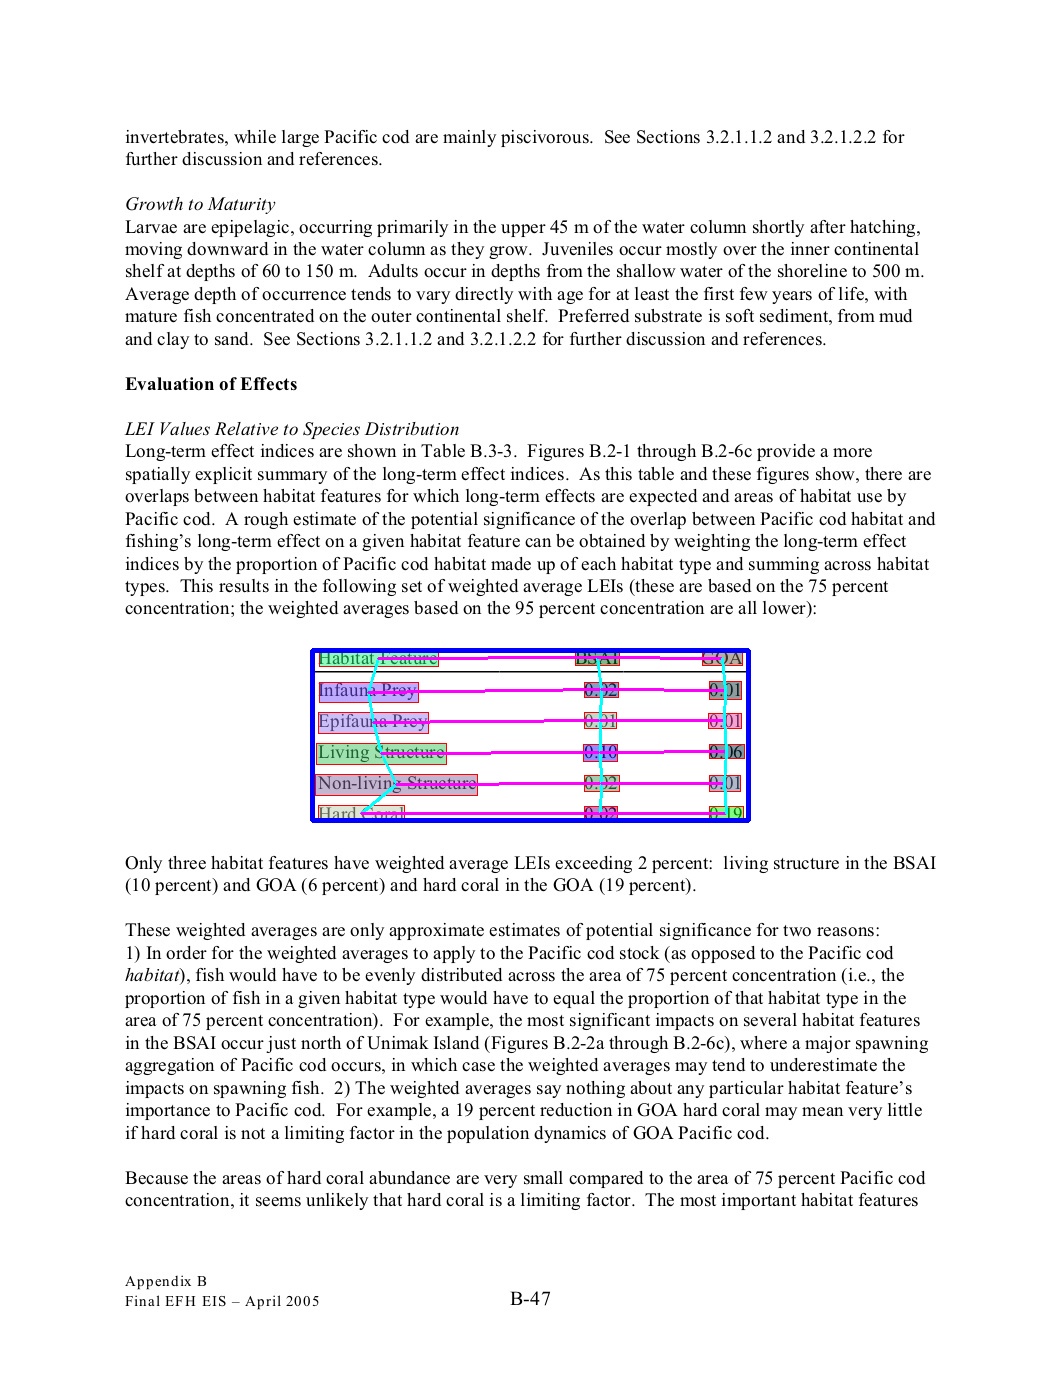 invertebrates, while large Pacific cod are mainly piscivorous.  See Sections 3.2.1.1.2 and 3.2.1.2.2 for
further discussion and references.
Growth to Maturity
Larvae are epipelagic, occurring primarily in the upper 45 m of the water column shortly after hatching,
moving downward in the water column as they grow.  Juveniles occur mostly over the inner continental
shelf at depths of 60 to 150 m.  Adults occur in depths from the shallow water of the shoreline to 500 m.
Average depth of occurrence tends to vary directly with age for at least the first few years of life, with
mature fish concentrated on the outer continental shelf.  Preferred substrate is soft sediment, from mud
and clay to sand.  See Sections 3.2.1.1.2 and 3.2.1.2.2 for further discussion and references.
Evaluation of Effects
LEI Values Relative to Species Distribution
Long-term effect indices are shown in Table B.3-3.  Figures B.2-1 through B.2-6c provide a more
spatially explicit summary of the long-term effect indices.  As this table and these figures show, there are
overlaps between habitat features for which long-term effects are expected and areas of habitat use by
Pacific cod.  A rough estimate of the potential significance of the overlap between Pacific cod habitat and
fishing's long-term effect on a given habitat feature can be obtained by weighting the long-term effect
indices by the proportion of Pacific cod habitat made up of each habitat type and summing across habitat
types.  This results in the following set of weighted average LEIs (these are based on the 75 percent
concentration; the weighted averages based on the 95 percent concentration are all lower):
Habitat Feature BSAI GOA
Infauna Prey 0.02 0.01
Epifauna Prey 0.01 0.01
Living Structure 0.10 0.06
Non-living Structure 0.02 0.01
Hard Coral 0.02 0.19
Only three habitat features have weighted average LEIs exceeding 2 percent:  living structure in the BSAI
(10 percent) and GOA (6 percent) and hard coral in the GOA (19 percent).
These weighted averages are only approximate estimates of potential significance for two reasons:
1) In order for the weighted averages to apply to the Pacific cod stock (as opposed to the Pacific cod
habitat), fish would have to be evenly distributed across the area of 75 percent concentration (i.e., the
proportion of fish in a given habitat type would have to equal the proportion of that habitat type in the
area of 75 percent concentration).  For example, the most significant impacts on several habitat features
in the BSAI occur just north of Unimak Island (Figures B.2-2a through B.2-6c), where a major spawning
aggregation of Pacific cod occurs, in which case the weighted averages may tend to underestimate the
impacts on spawning fish.  2) The weighted averages say nothing about any particular habitat feature's
importance to Pacific cod.  For example, a 19 percent reduction in GOA hard coral may mean very little
if hard coral is not a limiting factor in the population dynamics of GOA Pacific cod.
Because the areas of hard coral abundance are very small compared to the area of 75 percent Pacific cod
concentration, it seems unlikely that hard coral is a limiting factor.  The most important habitat features
Appendix B
Final EFH EIS – April 2005
B-47